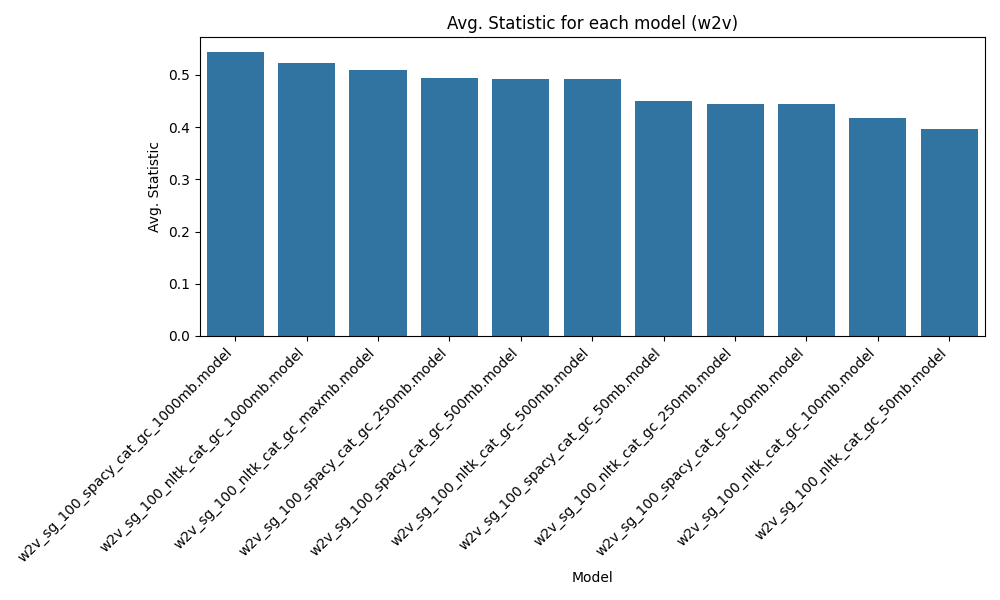 Avg. Statistic for each model (w2v)
Avg. Statistic
0.5
0.4
0.3
0.2
0.1
0.0
w2v_sg_100_spacy_cat_gc_1000mb.model
w2v_sg_100_nltk_cat_gc_1000mb.model
w2v_sg_100_nltk_cat_gc_maxmb.model
w2v_sg_100_spacy_cat_gc_250mb.model
w2v_sg_100_spacy_cat_gc_500mb.model
w2v_sg_100_nltk_cat_gc_500mb.model
w2v_sg_100_spacy_cat_gc_50mb.model
w2v_sg_100_nltk_cat_gc_250mb.model
w2v_sg_100_spacy_cat_gc_100mb.model
w2v_sg_100_nltk_cat_gc_100mb.model
w2v_sg_100_nltk_cat_gc_50mb.model
Model